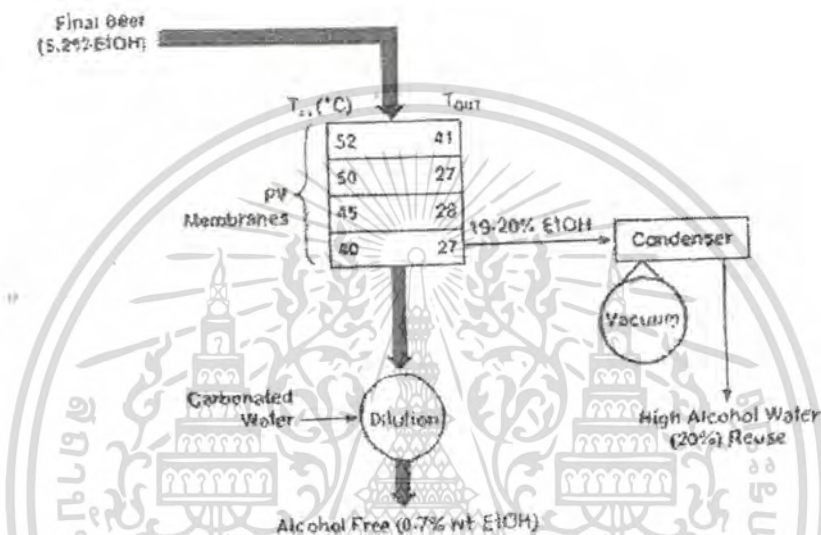 Final Beer
(5.2% EtOH)
T (°C) TOUT
52 41
50 27
45 28
40 27
PV
Membranes
19-20% EtOH
Condenser
Vacuum
Carbonated
Water
Dilution
High Alcohol Water
(20%) Reuse
Alcohol Free (0.7% wt EtOH)